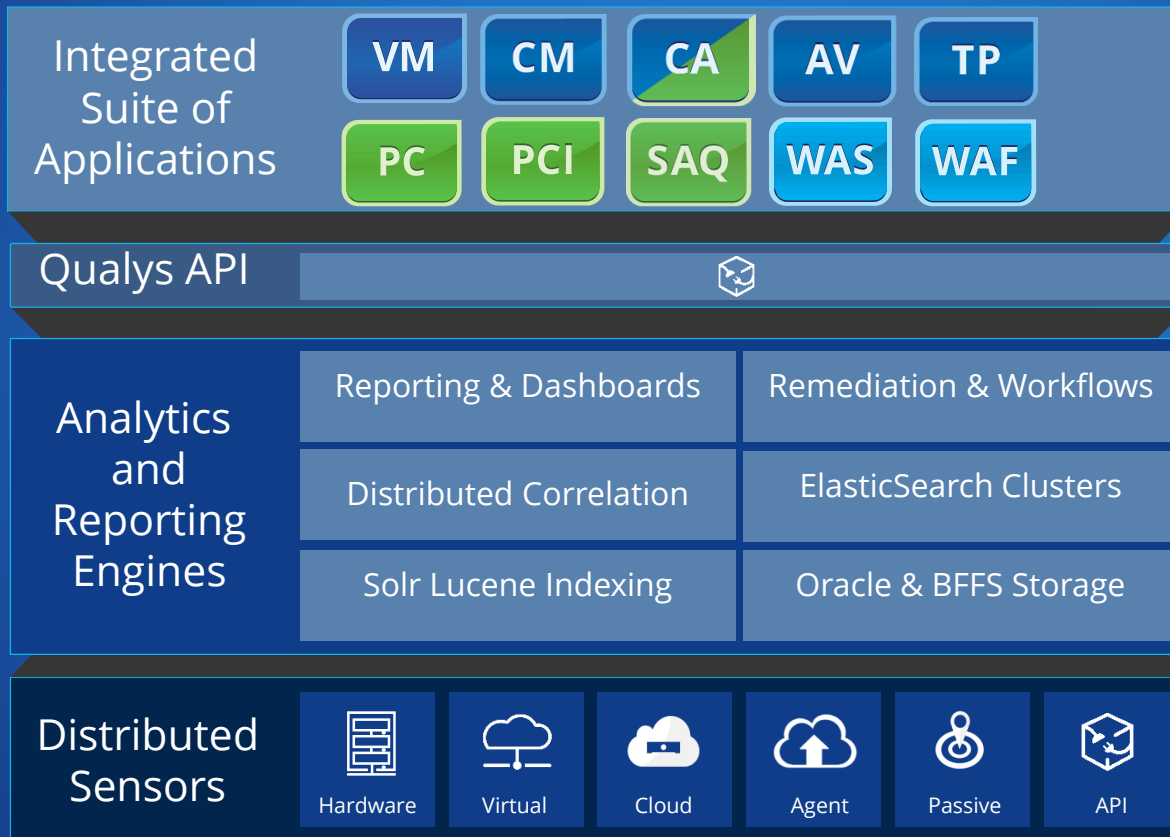 Integrated
Suite of
Applications
VM CM CA AV TP
PC PCI SAQ WAS WAF
Qualys API
Analytics
and
Reporting
Engines
Reporting & Dashboards
Remediation & Workflows
Distributed Correlation
ElasticSearch Clusters
Solr Lucene Indexing
Oracle & BFFS Storage
Distributed
Sensors
Hardware
Virtual
Cloud
Agent
Passive
API